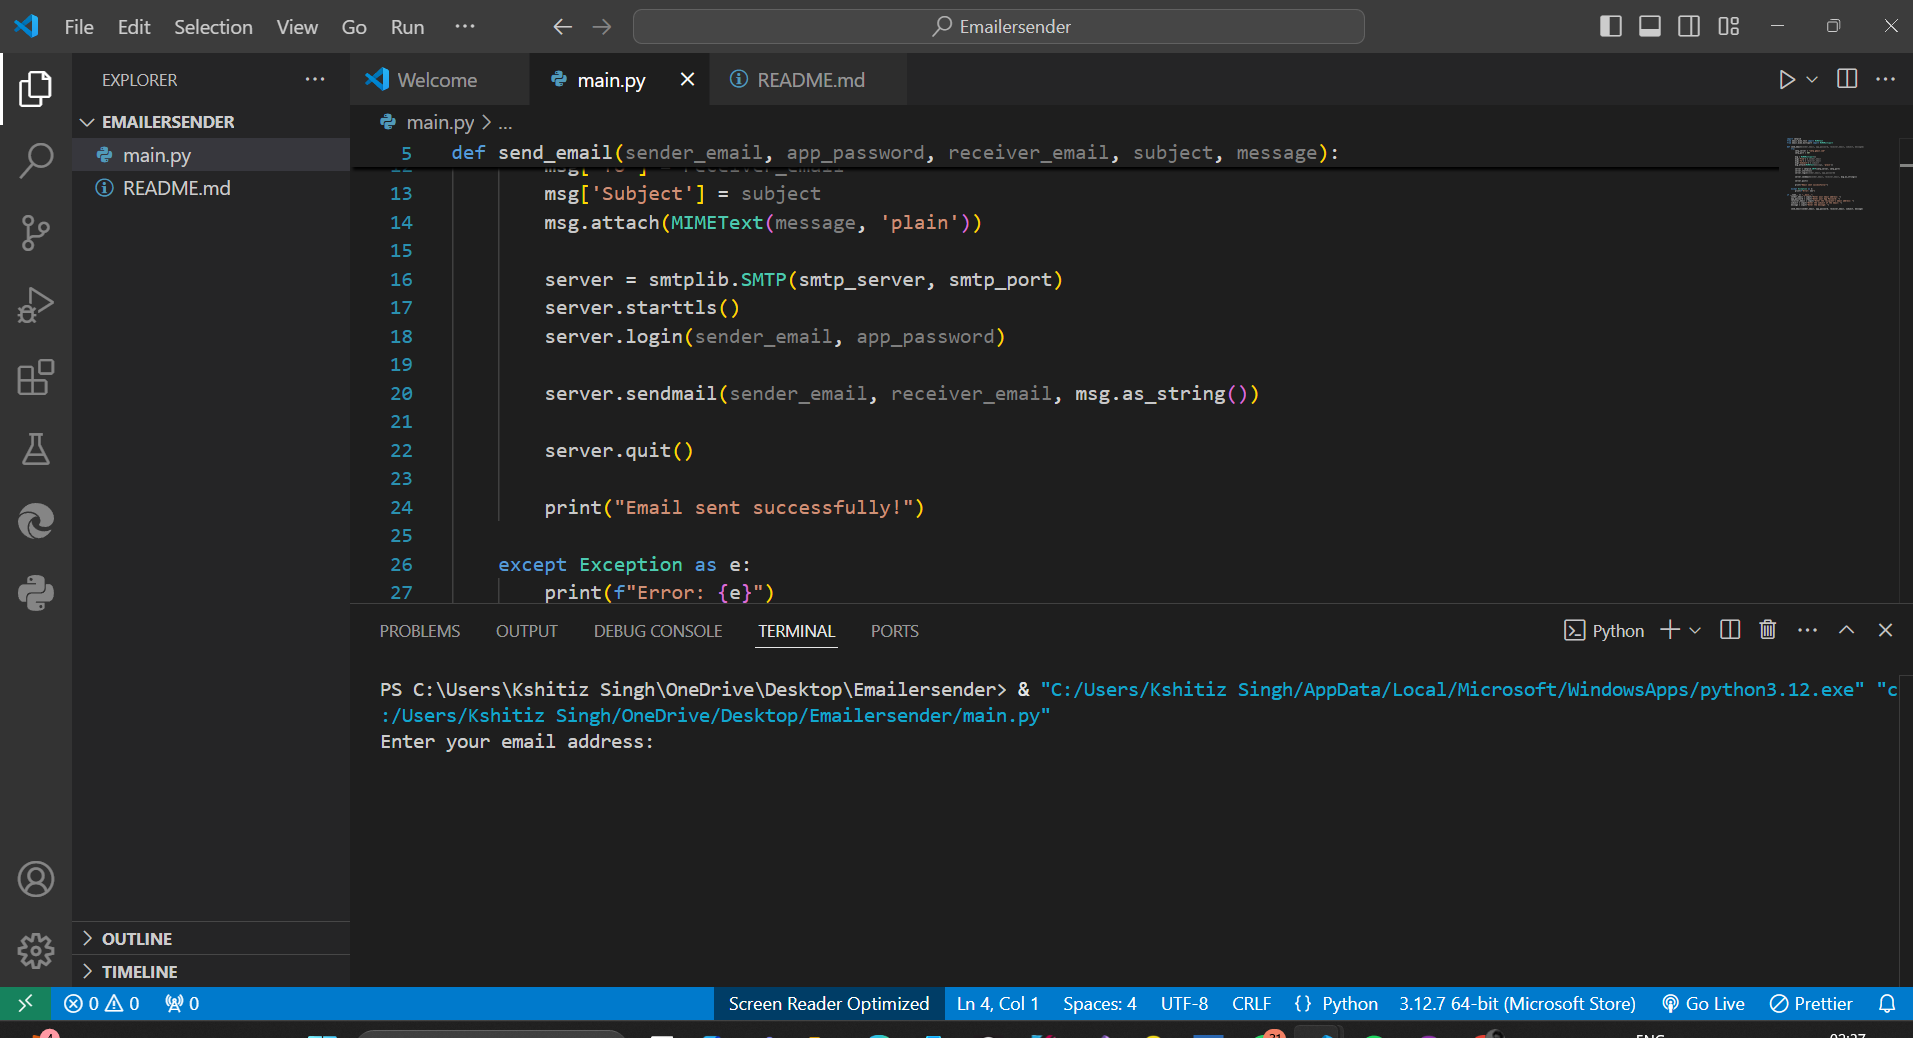 File Edit Selection View Go Run ···
Emailersender
EXPLORER ···
Welcome
main.py
README.md
EMAILERSENDER
main.py
README.md
main.py > ...
5 def send_email(sender_email, app_password, receiver_email, subject, message):
13 msg['Subject'] = subject
14 msg.attach(MIMEText(message, 'plain'))
15
16 server = smtplib.SMTP(smtp_server, smtp_port)
17 server.starttls()
18 server.login(sender_email, app_password)
19
20 server.sendmail(sender_email, receiver_email, msg.as_string())
21
22 server.quit()
23
24 print("Email sent successfully!")
25
26 except Exception as e:
27 print(f"Error: {e}")
PROBLEMS OUTPUT DEBUG CONSOLE TERMINAL PORTS
Python
PS C:\Users\Kshitiz Singh\OneDrive\Desktop\Emailersender> & "C:/Users/Kshitiz Singh/AppData/Local/Microsoft/WindowsApps/python3.12.exe" "c
:/Users/Kshitiz Singh/OneDrive/Desktop/Emailersender/main.py"
Enter your email address:
OUTLINE
TIMELINE
0 0 0
Screen Reader Optimized Ln 4, Col 1 Spaces: 4 UTF-8 CRLF {} Python 3.12.7 64-bit (Microsoft Store) Go Live Prettier